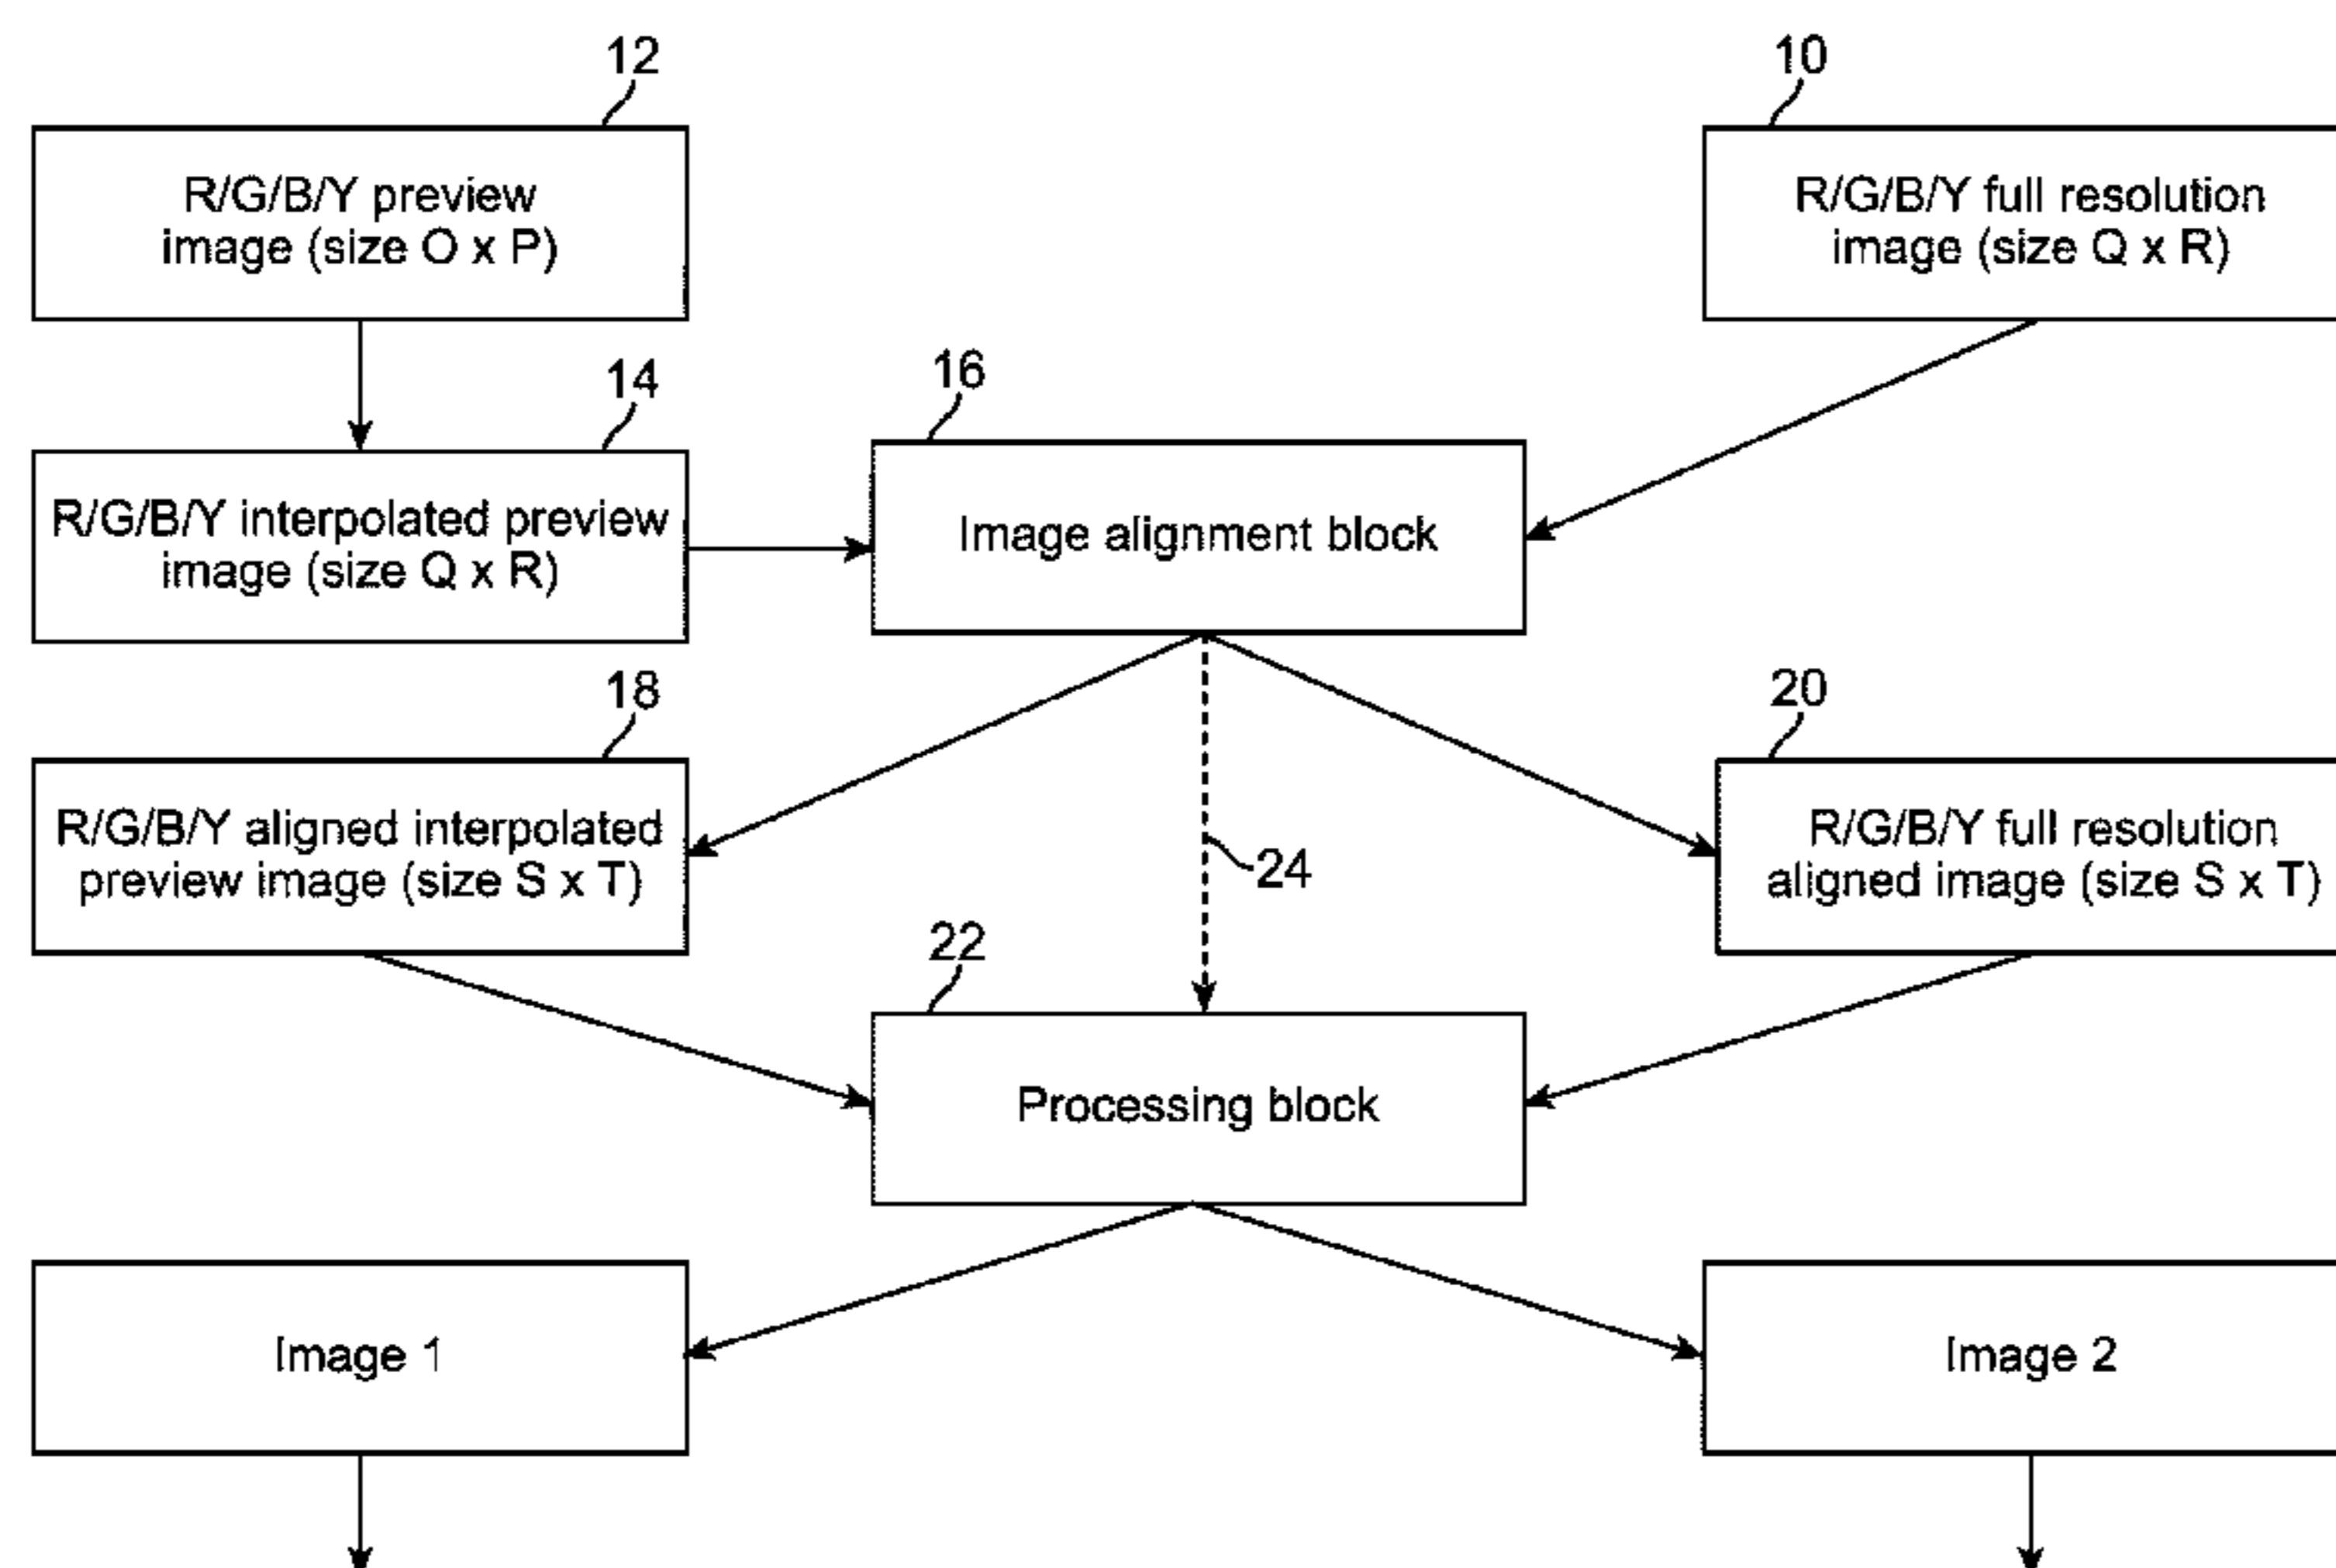 12
10
R/G/B/Y preview
image (size O x P)
R/G/B/Y full resolution
image (size Q x R)
14
16
R/G/B/Y interpolated preview
image (size Q x R)
Image alignment block
18
20
R/G/B/Y aligned interpolated
preview image (size S x T)
24
R/G/B/Y full resolution
aligned image (size S x T)
22
Processing block
Image 1
Image 2